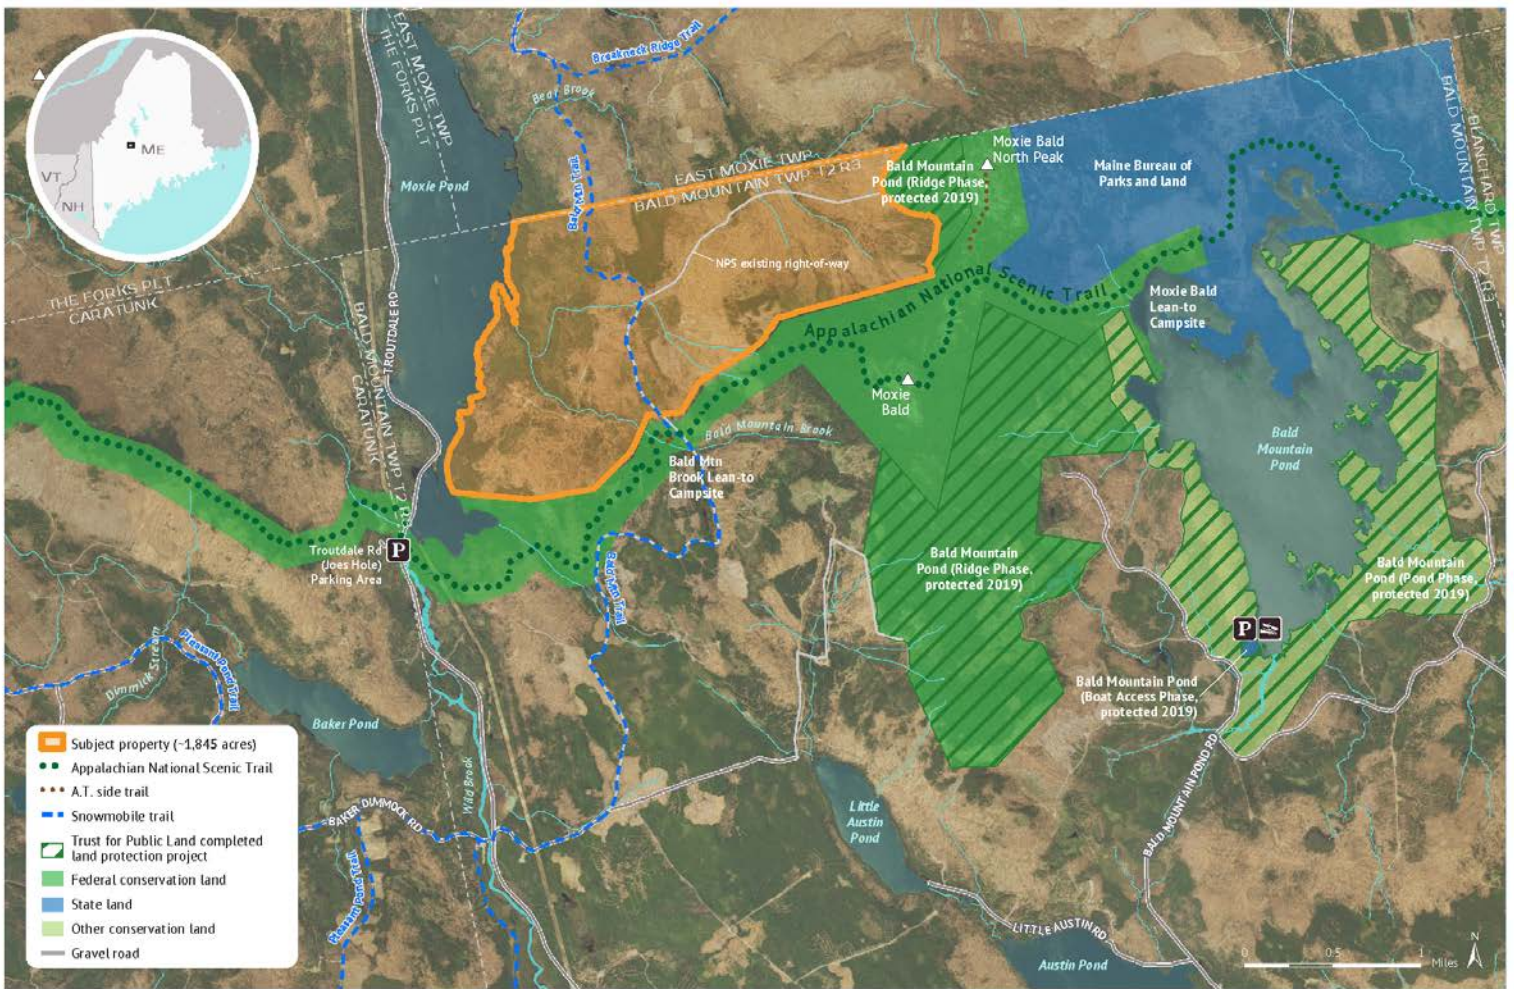 EAST MOXIE TWP
THE FORKS PLT
Breakneck Ridge Trail
Bear Brook
ME
VT
NH
Moxie Pond
Bald Mtn Trail
EAST MOXIE TWP
BALD MOUNTAIN TWP T2 R3
Bald Mountain
Pond (Ridge Phase,
protected 2019)
Moxie Bald
North Peak
Maine Bureau of
Parks and land
BLANCHARD TWP
BALD MOUNTAIN TWP T2 R3
NPS existing right-of-way
THE FORKS PLT
CARATUNK
TROUTDALE RD
BALD MOUNTAIN TWP T2 R3
CARATUNK
Appalachian National Scenic Trail
Moxie Bald
Lean-to
Campsite
Moxie
Bald
Bald Mountain Brook
Bald Mtn
Brook Lean-to
Campsite
Bald
Mountain
Pond
Troutdale Rd
(Joes Hole)
Parking Area
P
Bald Mtn Trail
Bald Mountain
Pond (Ridge Phase,
protected 2019)
Bald Mountain
Pond (Pond Phase,
protected 2019)
P
Bald Mountain Pond
(Boat Access Phase,
protected 2019)
Dimmick Stream
Pleasant Pond Trail
Baker Pond
Wild Brook
BAKER DIMMOCK RD
Pleasant Pond Trail
Little
Austin
Pond
BALD MOUNTAIN POND RD
LITTLE AUSTIN RD
Austin Pond
Subject property (~1,845 acres)
Appalachian National Scenic Trail
A.T. side trail
Snowmobile trail
Trust for Public Land completed
land protection project
Federal conservation land
State land
Other conservation land
Gravel road
0 0.5 1
Miles
N